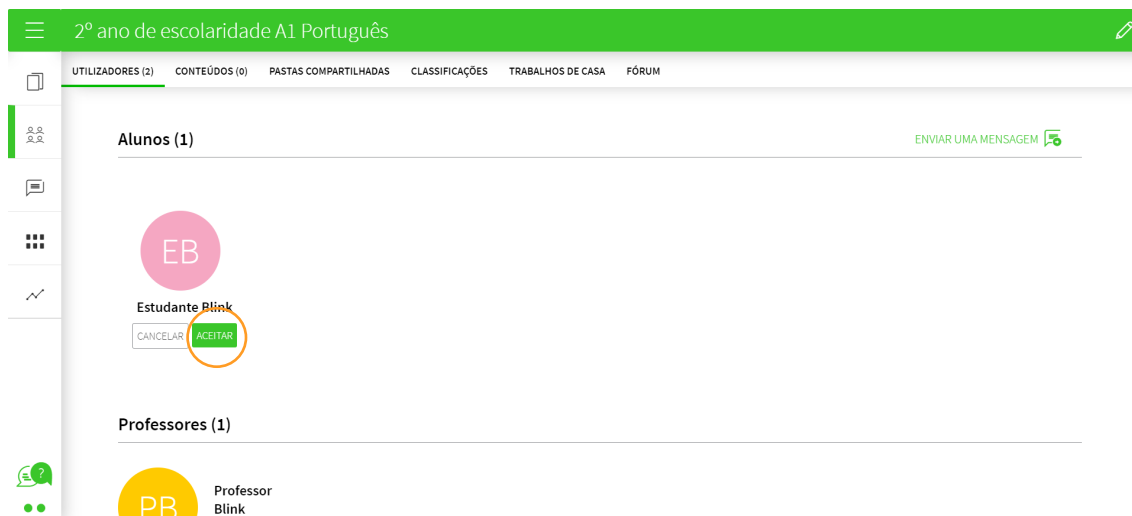 2º ano de escolaridade A1 Português
UTILIZADORES (2) CONTEÚDOS (0) PASTAS COMPARTILHADAS CLASSIFICAÇÕES TRABALHOS DE CASA FÓRUM
Alunos (1)
ENVIAR UMA MENSAGEM
EB
Estudante Blink
CANCELAR ACEITAR
Professores (1)
?
PB
Professor
Blink